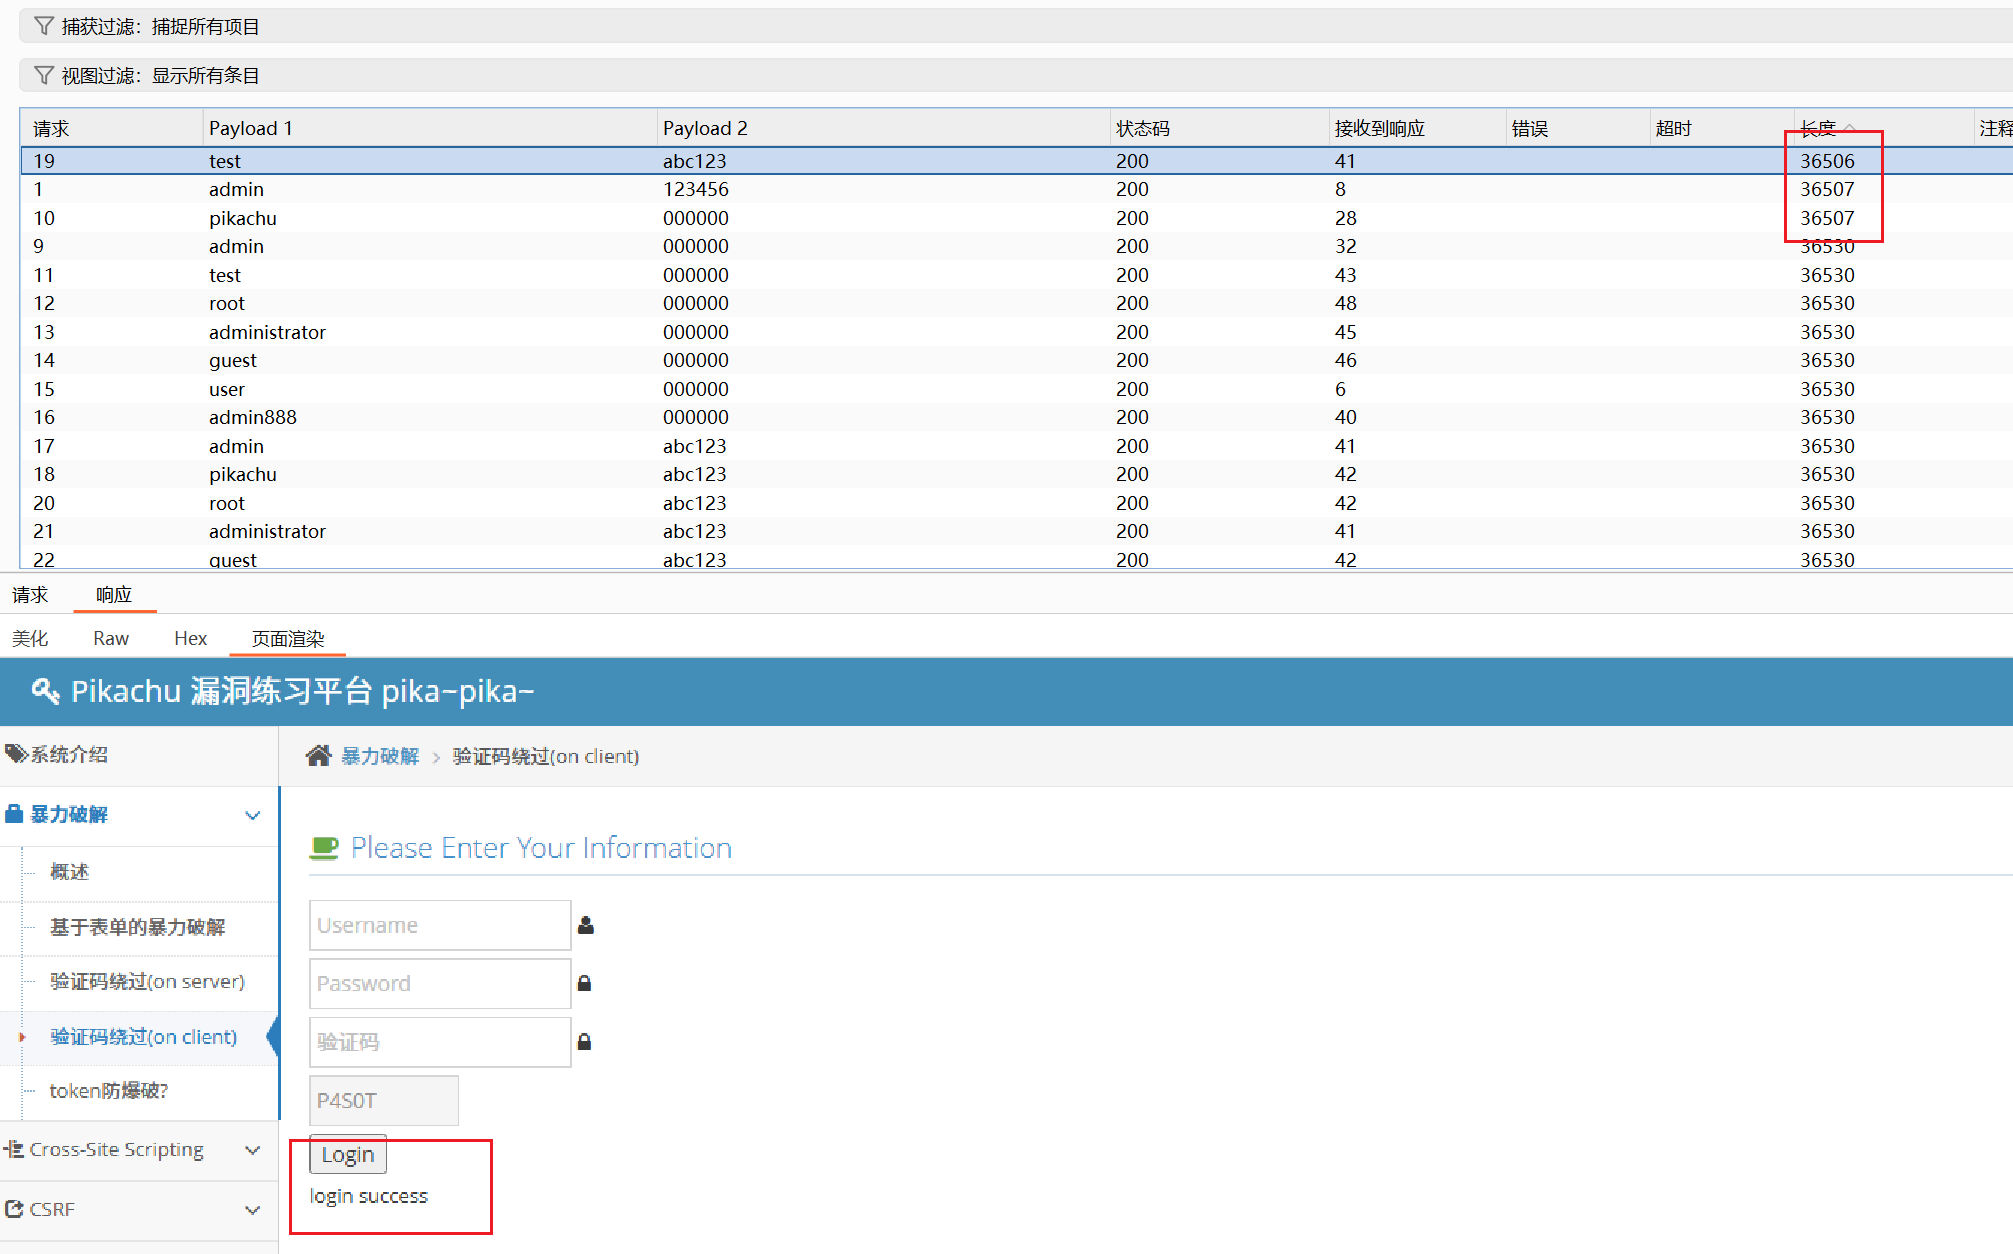 捕获过滤：捕捉所有项目
视图过滤：显示所有条目
请求 Payload 1 Payload 2 状态码 接收到响应 错误 超时 长度 注释
19 test abc123 200 41 36506
1 admin 123456 200 8 36507
10 pikachu 000000 200 28 36507
9 admin 000000 200 32 36530
11 test 000000 200 43 36530
12 root 000000 200 48 36530
13 administrator 000000 200 45 36530
14 guest 000000 200 46 36530
15 user 000000 200 6 36530
16 admin888 000000 200 40 36530
17 admin abc123 200 41 36530
18 pikachu abc123 200 42 36530
20 root abc123 200 42 36530
21 administrator abc123 200 41 36530
22 guest abc123 200 42 36530
请求 响应
美化 Raw Hex 页面渲染
Pikachu 漏洞练习平台 pika~pika~
系统介绍
暴力破解 > 验证码绕过(on client)
暴力破解
概述
基于表单的暴力破解
验证码绕过(on server)
验证码绕过(on client)
token防爆破?
Cross-Site Scripting
CSRF
Please Enter Your Information
Username
Password
验证码
P4S0T
Login
login success